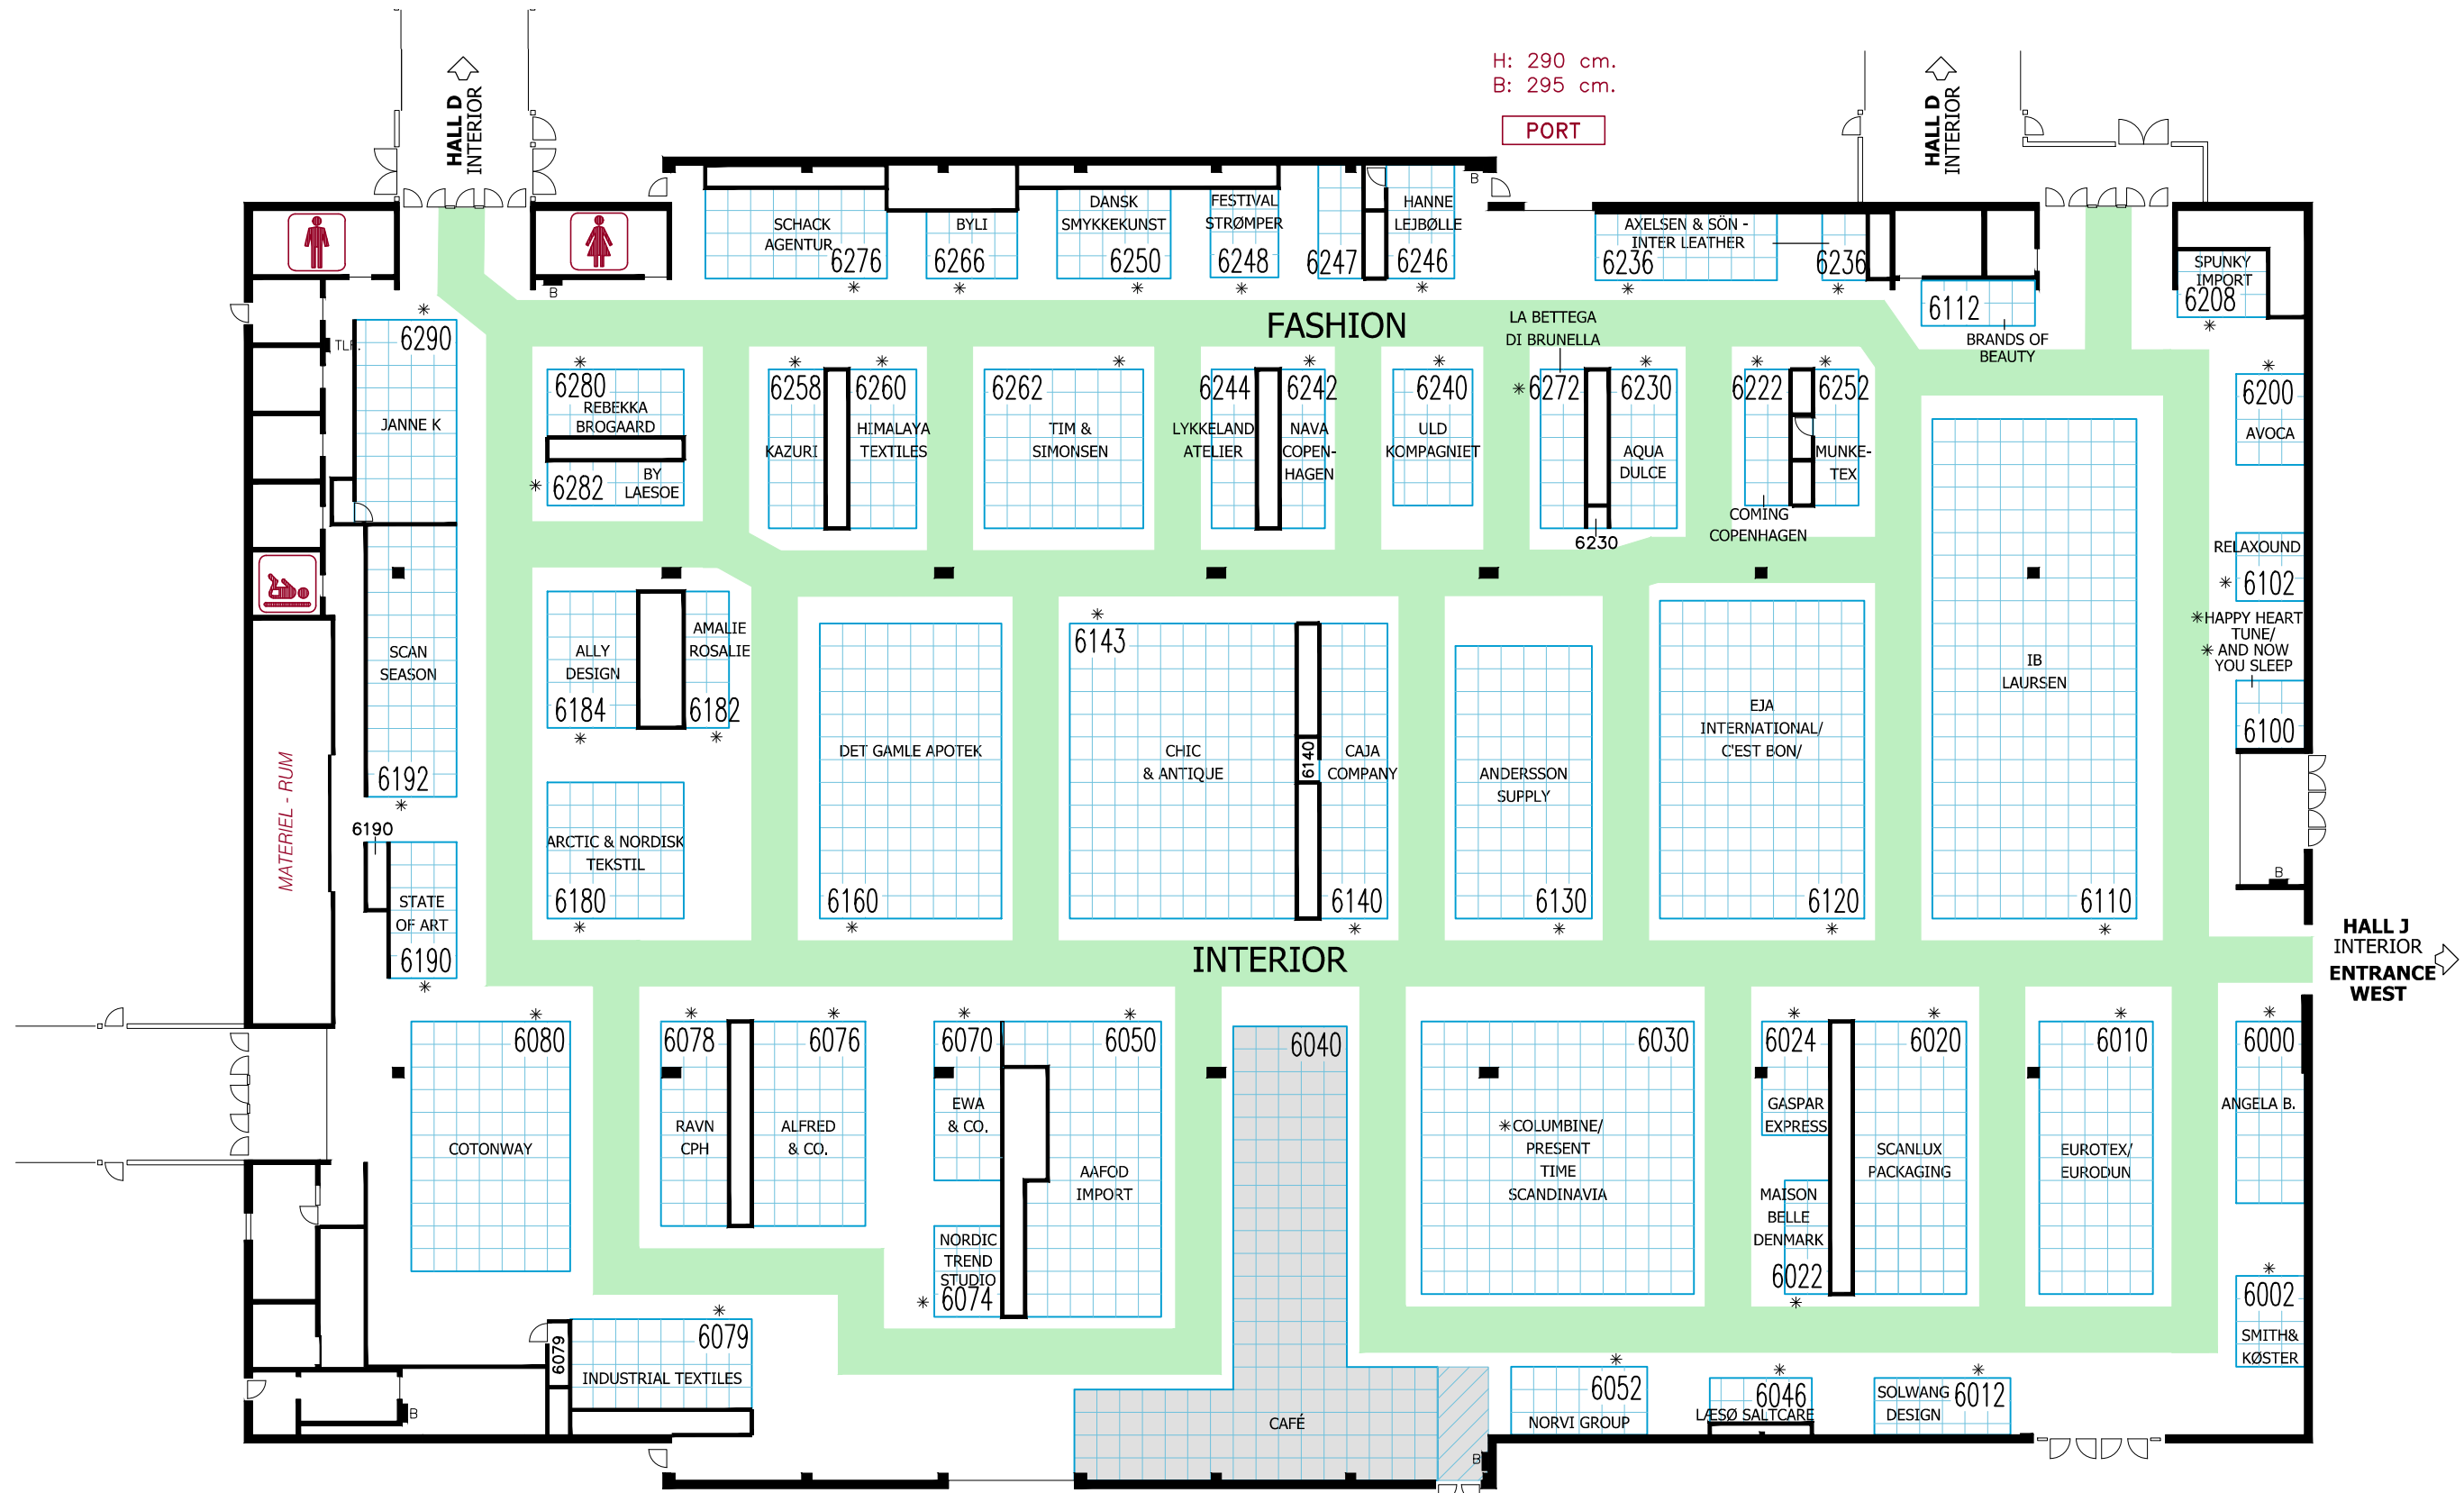 H: 290 cm.
B: 295 cm.
PORT
HALL D
INTERIOR
HALL D
INTERIOR
SCHACK
AGENTUR
6276
BYLI
6266
DANSK
SMYKKEKUNST
6250
FESTIVAL
STRØMPER
6248
6247
HANNE
LEJBØLLE
6246
B
AXELSEN & SÖN -
INTER LEATHER
6236
6236
6112
BRANDS OF
BEAUTY
SPUNKY
IMPORT
6208
B
FASHION
LA BETTEGA
DI BRUNELLA
TLF.
6290
JANNE K
6280
REBEKKA
BROGAARD
BY
LAESOE
6282
6258
KAZURI
6260
HIMALAYA
TEXTILES
6262
TIM &
SIMONSEN
6244
LYKKELAND
ATELIER
6242
NAVA
COPEN-
HAGEN
6240
ULD
KOMPAGNIET
6272
6230
AQUA
DULCE
6230
6222
COMING
COPENHAGEN
6252
MUNKE-
TEX
6200
AVOCA
RELAXOUND
6102
HAPPY HEART
TUNE/
AND NOW
YOU SLEEP
6100
SCAN
SEASON
6192
ALLY
DESIGN
6184
AMALIE
ROSALIE
6182
DET GAMLE APOTEK
6160
6143
CHIC
& ANTIQUE
6140
CAJA
COMPANY
6140
ANDERSSON
SUPPLY
6130
EJA
INTERNATIONAL/
C'EST BON/
6120
IB
LAURSEN
6110
MATERIEL - RUM
6190
STATE
OF ART
6190
ARCTIC & NORDISK
TEKSTIL
6180
B
HALL J
INTERIOR
ENTRANCE
WEST
INTERIOR
6080
COTONWAY
6078
RAVN
CPH
6076
ALFRED
& CO.
6070
EWA
& CO.
6050
AAFOD
IMPORT
NORDIC
TREND
STUDIO
6074
6040
6030
COLUMBINE/
PRESENT
TIME
SCANDINAVIA
6024
GASPAR
EXPRESS
MAISON
BELLE
DENMARK
6022
6020
SCANLUX
PACKAGING
6010
EUROTEX/
EURODUN
6000
ANGELA B.
6002
SMITH&
KØSTER
6079
6079
INDUSTRIAL TEXTILES
B
CAFÉ
B
6052
NORVI GROUP
6046
LÆSØ SALTCARE
SOLWANG
DESIGN
6012